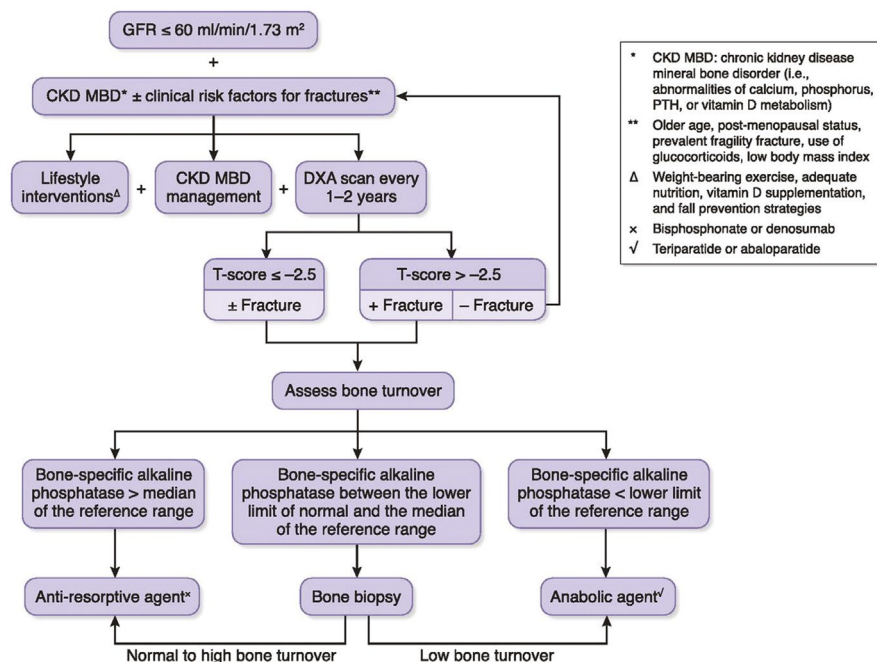 GFR ≤ 60 ml/min/1.73 m²
+
CKD MBD* ± clinical risk factors for fractures**
Lifestyle
interventionsΔ
+
CKD MBD
management
+
DXA scan every
1–2 years
T-score ≤ –2.5
± Fracture
T-score > –2.5
+ Fracture
– Fracture
Assess bone turnover
Bone-specific alkaline
phosphatase > median
of the reference range
Bone-specific alkaline
phosphatase between the lower
limit of normal and the median
of the reference range
Bone-specific alkaline
phosphatase < lower limit
of the reference range
Anti-resorptive agent×
Bone biopsy
Anabolic agent√
Normal to high bone turnover
Low bone turnover
* CKD MBD: chronic kidney disease
mineral bone disorder (i.e.,
abnormalities of calcium, phosphorus,
PTH, or vitamin D metabolism)
** Older age, post-menopausal status,
prevalent fragility fracture, use of
glucocorticoids, low body mass index
Δ Weight-bearing exercise, adequate
nutrition, vitamin D supplementation,
and fall prevention strategies
× Bisphosphonate or denosumab
√ Teriparatide or abaloparatide